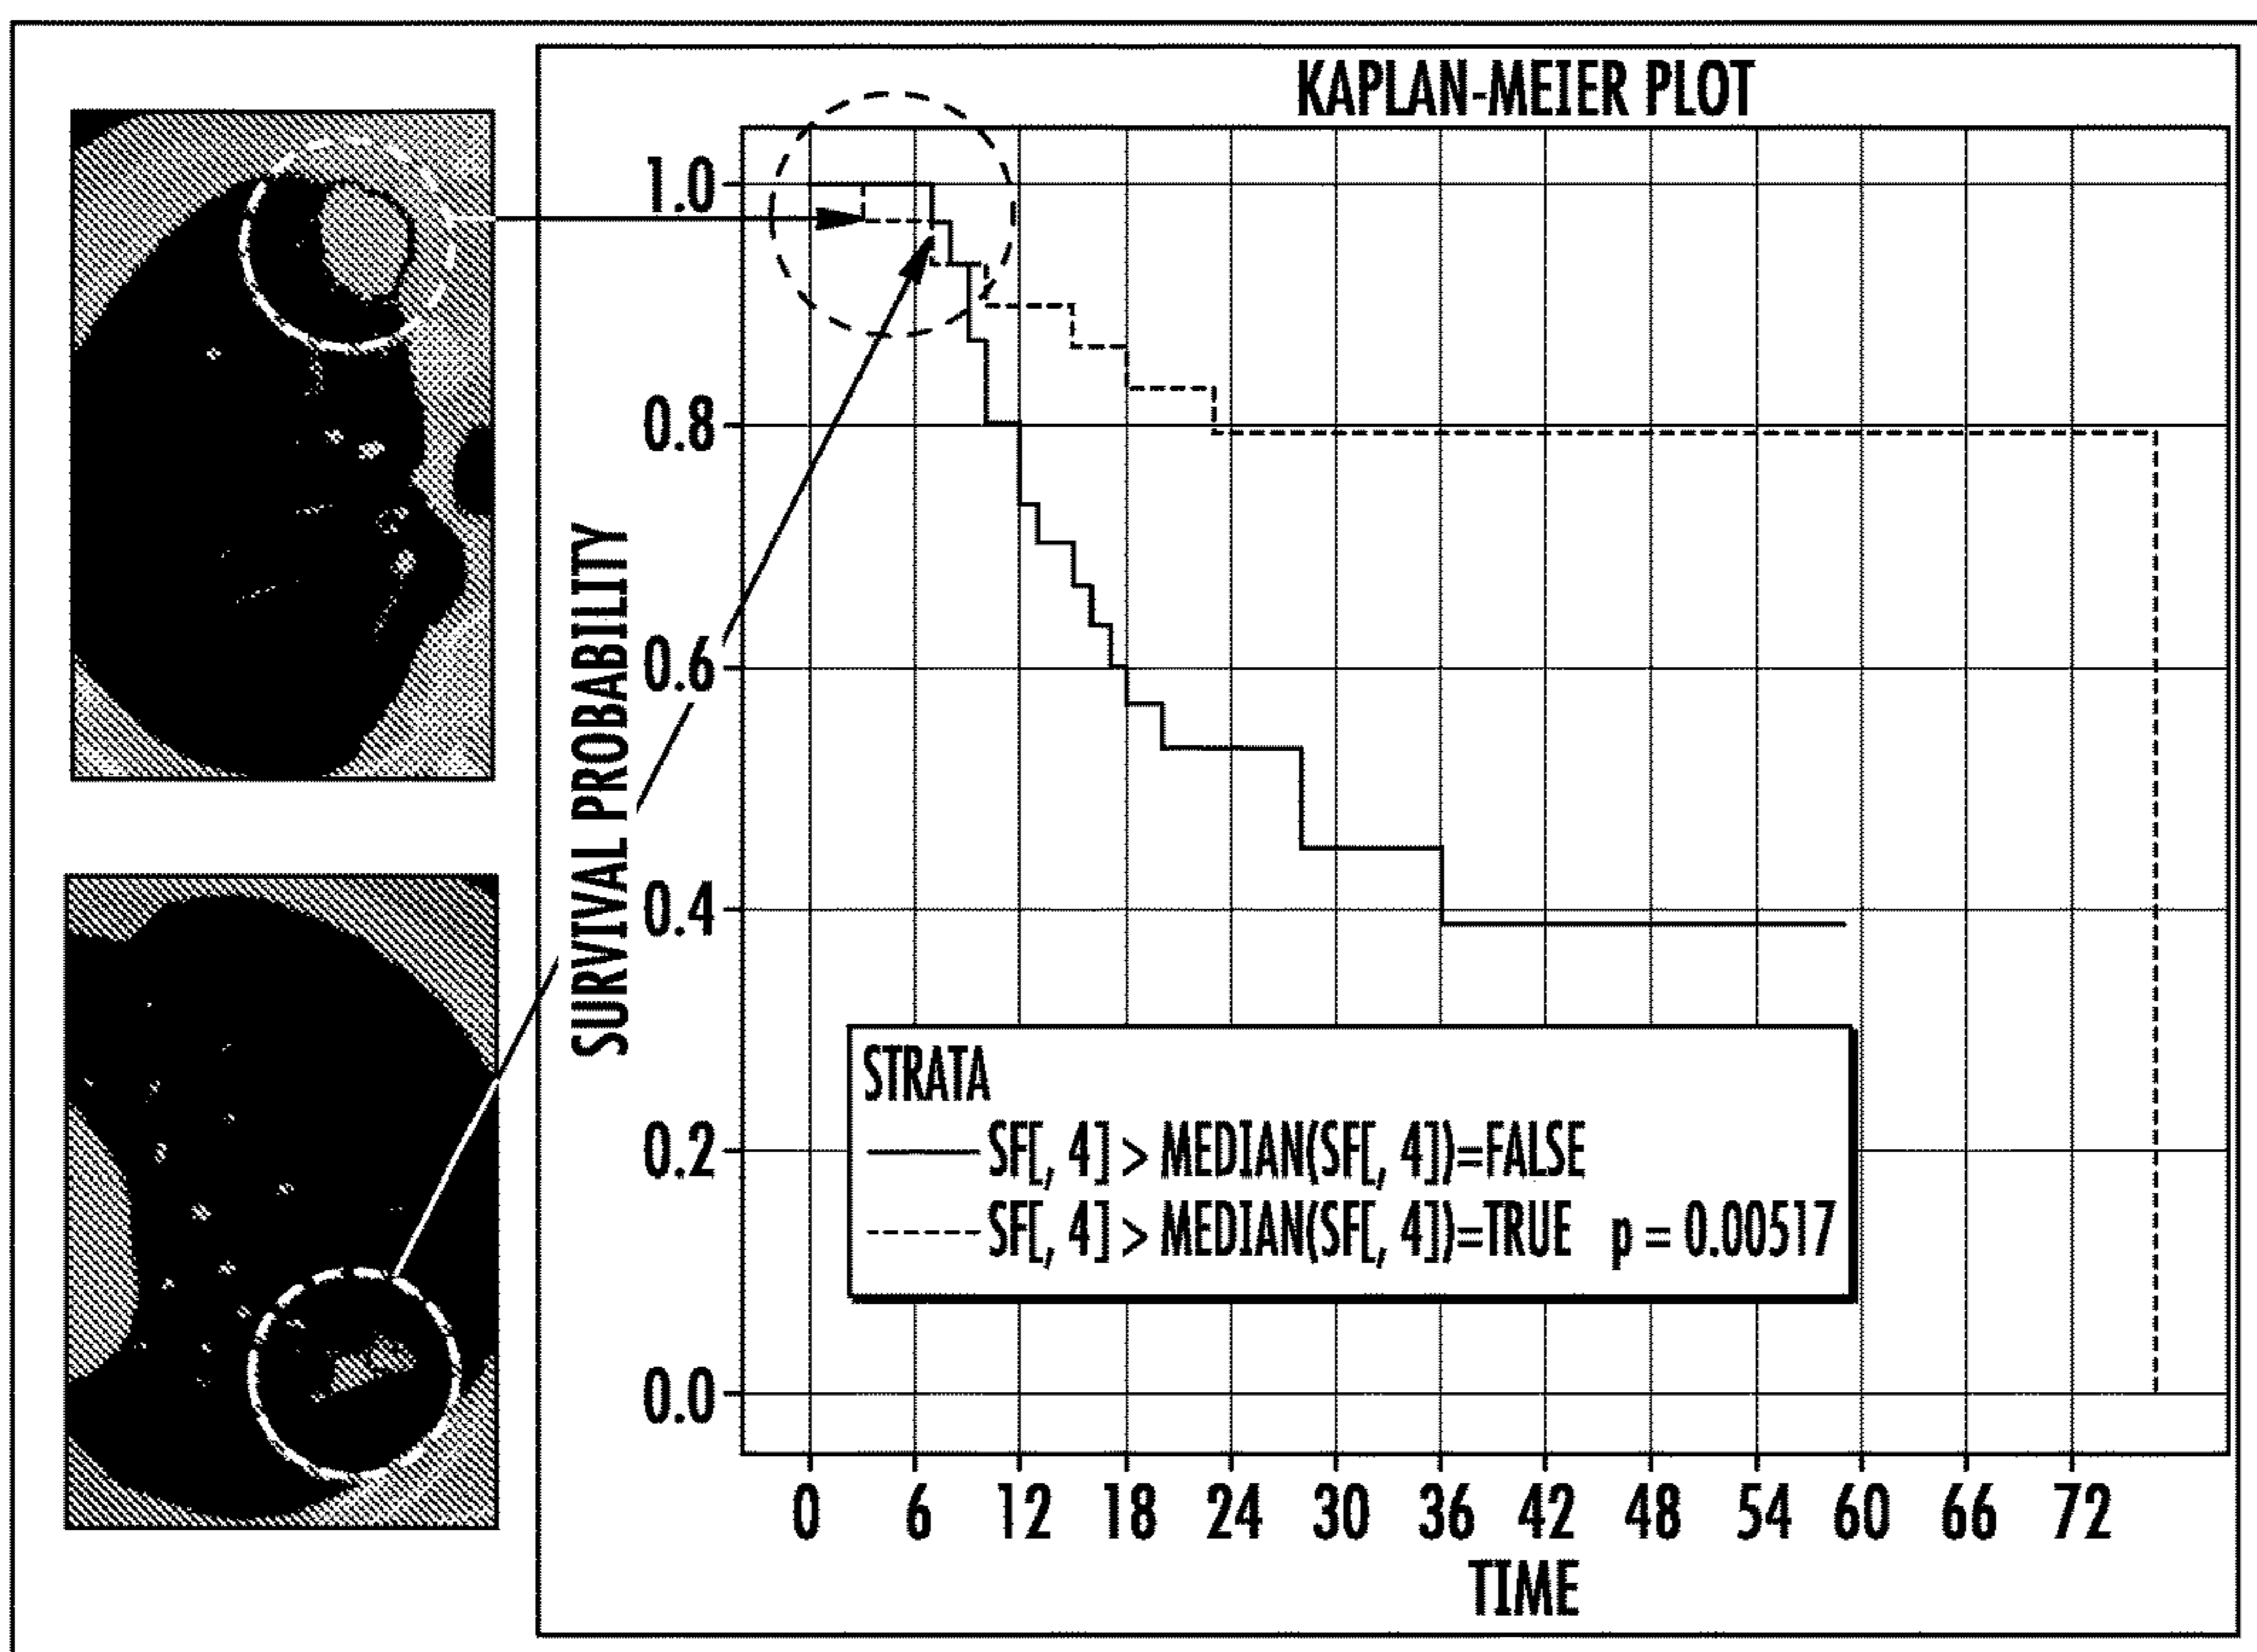 KAPLAN-MEIER PLOT
SURVIVAL PROBABILITY
1.0
0.8
0.6
0.4
0.2
0.0
STRATA
SF[, 4] > MEDIAN(SF[, 4])=FALSE
SF[, 4] > MEDIAN(SF[, 4])=TRUE p = 0.00517
0 6 12 18 24 30 36 42 48 54 60 66 72
TIME